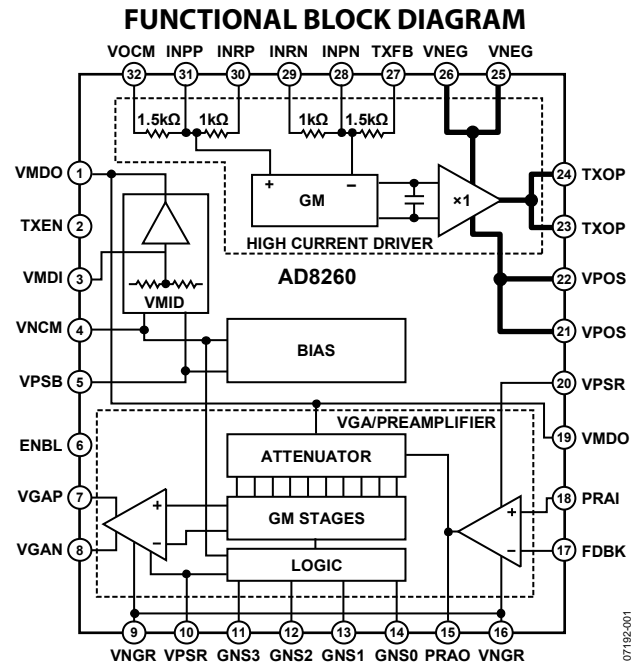 FUNCTIONAL BLOCK DIAGRAM
VOCM INPP INRP INRN INPN TXFB VNEG VNEG
32 31 30 29 28 27 26 25
1.5kΩ 1kΩ 1kΩ 1.5kΩ
VMDO 1
TXEN 2
VMDI 3
VNCM 4
VPSB 5
ENBL 6
VGAP 7
VGAN 8
+ −
GM
×1
HIGH CURRENT DRIVER
AD8260
VMID
BIAS
VGA/PREAMPLIFIER
ATTENUATOR
GM STAGES
LOGIC
+
−
+
−
24 TXOP
23 TXOP
22 VPOS
21 VPOS
20 VPSR
19 VMDO
18 PRAI
17 FDBK
9 10 11 12 13 14 15 16
VNGR VPSR GNS3 GNS2 GNS1 GNS0 PRAO VNGR
07192-001